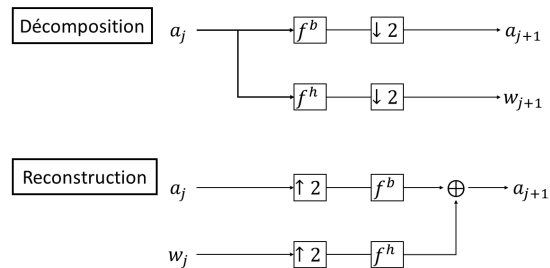 Décomposition a_j f^b ↓ 2 a_{j+1}
f^h ↓ 2 w_{j+1}
Reconstruction a_j ↑ 2 f^b ⊕ a_{j+1}
w_j ↑ 2 f^h